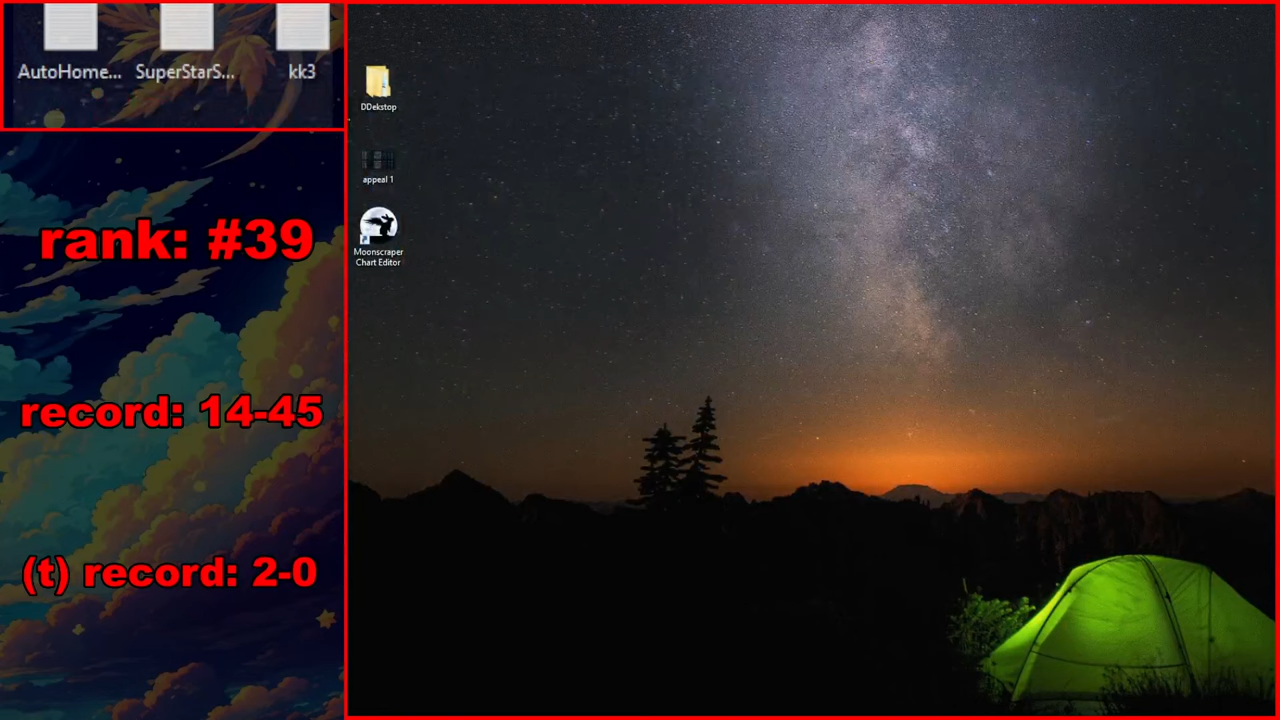 AutoHome... SuperStarS... kk3
rank: #39
record: 14-45
(t) record: 2-0
DDekstop
appeal 1
Moonscraper
Chart Editor